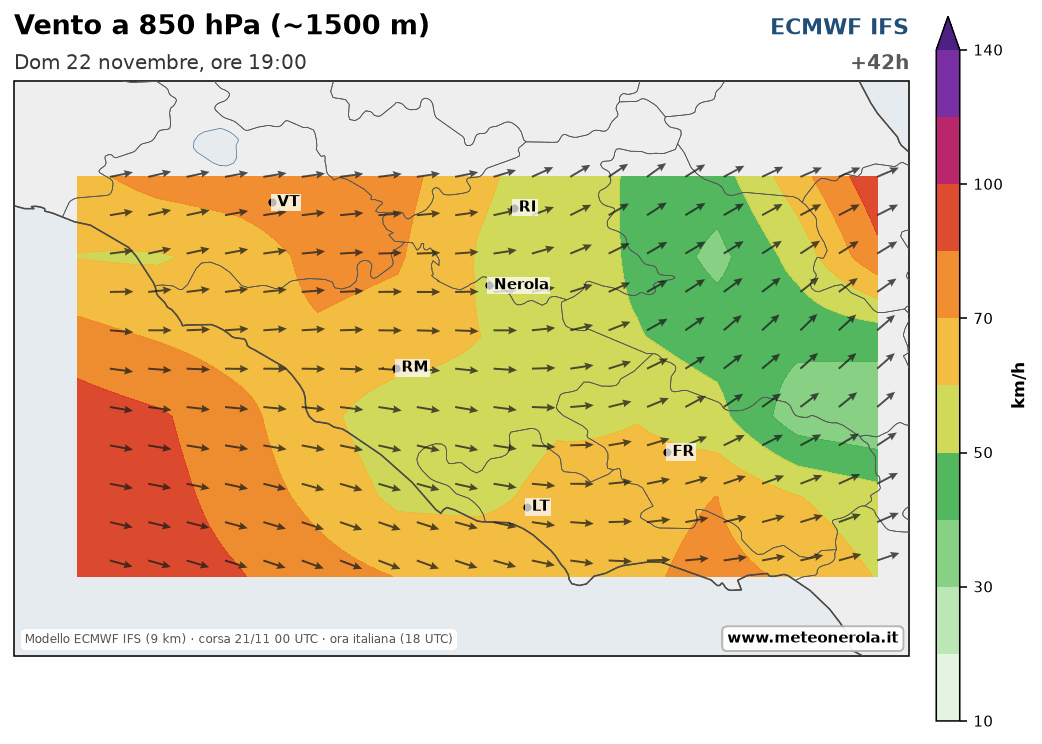 Vento a 850 hPa (~1500 m)
ECMWF IFS
Dom 22 novembre, ore 19:00
+42h
VT
RI
Nerola
RM
FR
LT
140
100
70
50
30
10
km/h
Modello ECMWF IFS (9 km) · corsa 21/11 00 UTC · ora italiana (18 UTC)
www.meteonerola.it